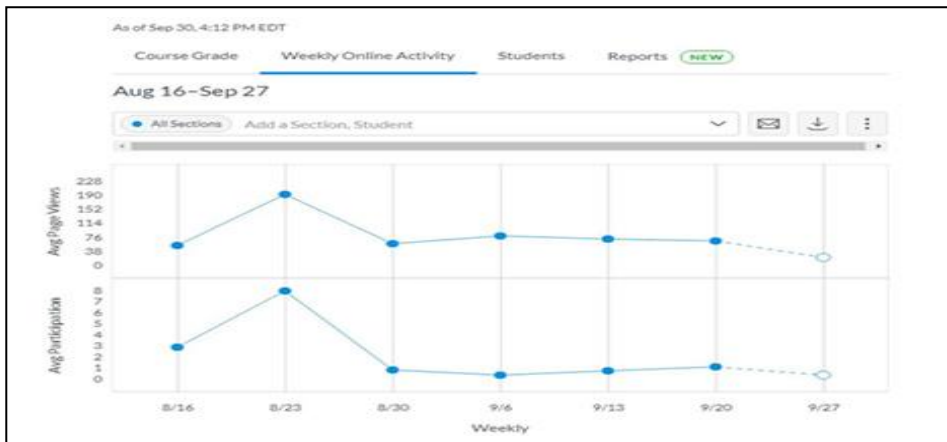 As of Sep 30, 4:12 PM EDT
Course Grade Weekly Online Activity Students Reports NEW
Aug 16–Sep 27
All Sections Add a Section, Student
Avg Page Views
228
190
152
114
76
38
0
Avg Participation
8
7
6
5
4
3
2
1
0
8/16 8/23 8/30 9/6 9/13 9/20 9/27
Weekly